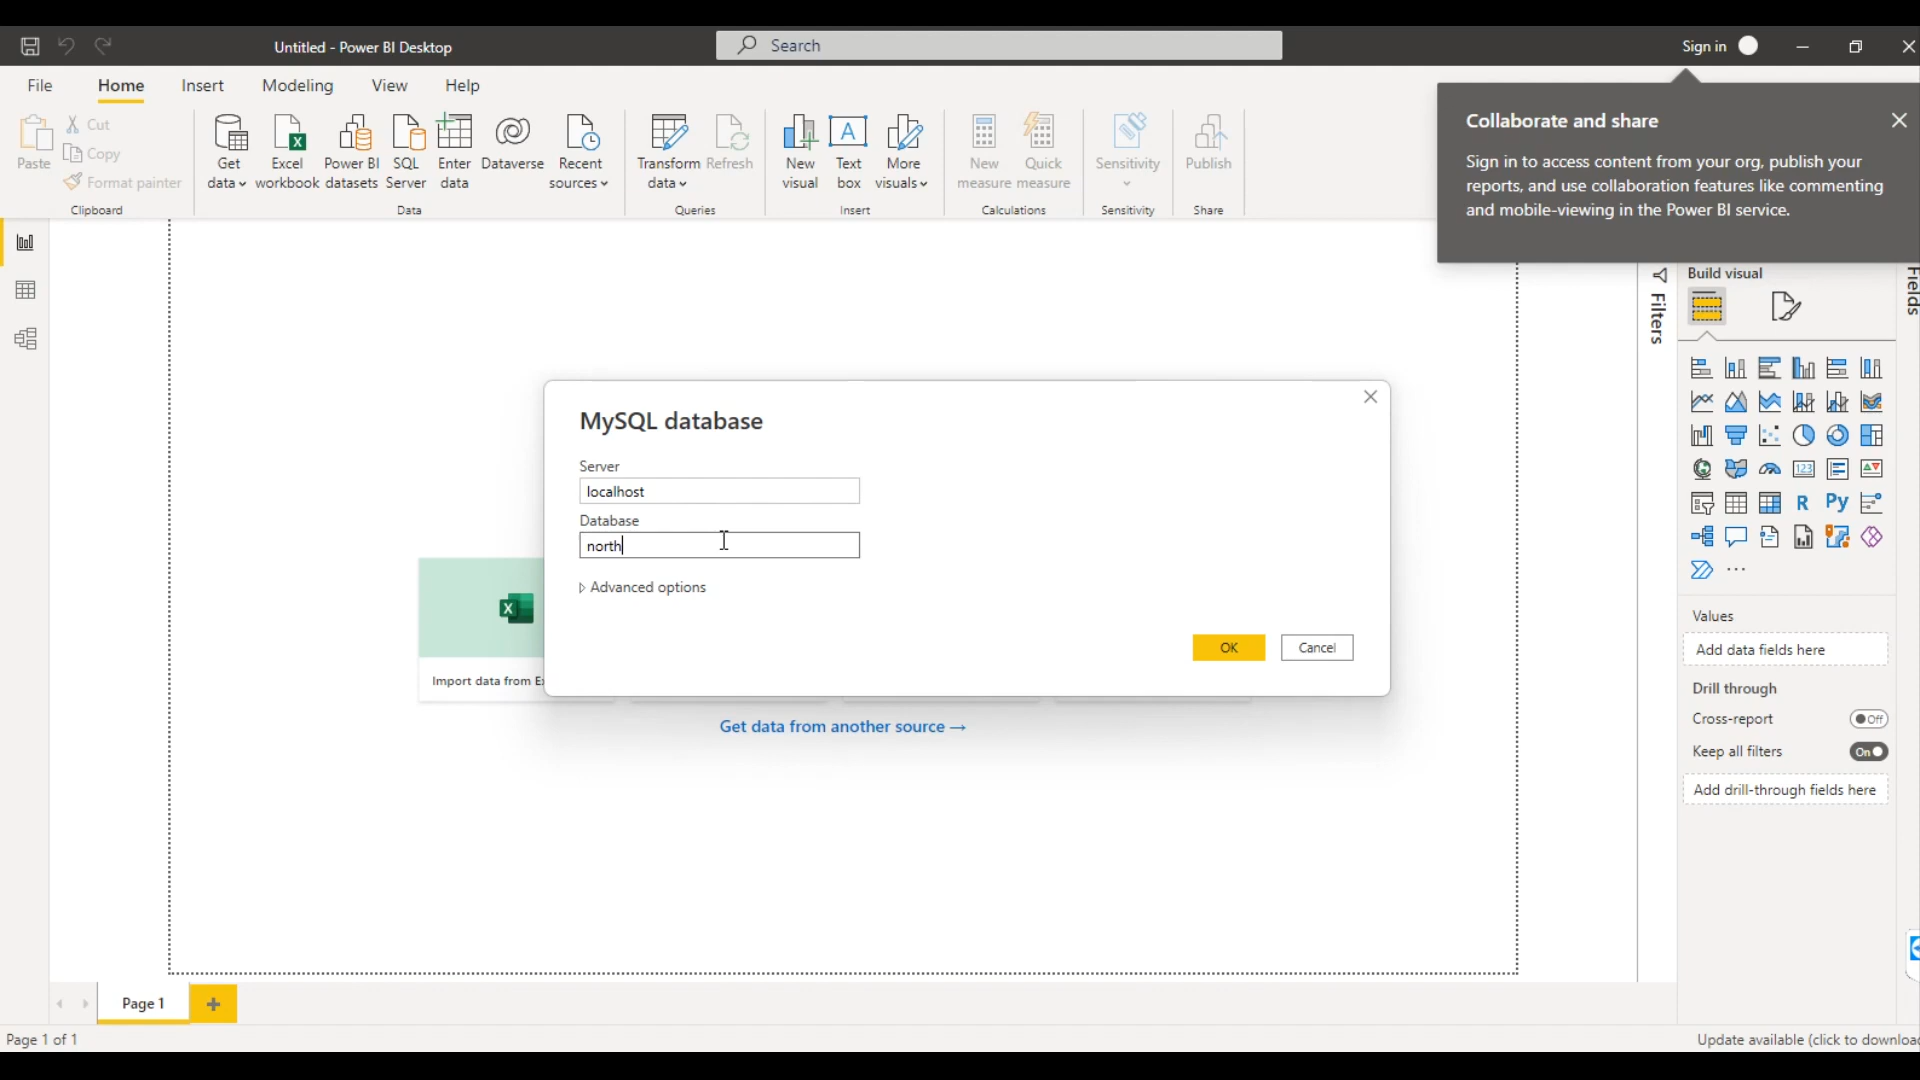 Untitled - Power BI Desktop
Search
Sign in
File Home Insert Modeling View Help
Paste
Cut
Copy
Format painter
Clipboard
Get data
Excel workbook
Power BI datasets
SQL Server
Enter data
Dataverse
Recent sources
Data
Transform data
Refresh
Queries
New visual
Text box
More visuals
Insert
New measure
Quick measure
Calculations
Sensitivity
Sensitivity
Publish
Share
Collaborate and share
Sign in to access content from your org, publish your
reports, and use collaboration features like commenting
and mobile-viewing in the Power BI service.
MySQL database
Server
localhost
Database
north
Advanced options
OK
Cancel
Import data from
Get data from another source →
Filters
Build visual
Fields
123
R
Py
...
Values
Add data fields here
Drill through
Cross-report
Off
Keep all filters
On
Add drill-through fields here
Page 1
Page 1 of 1
Update available (click to